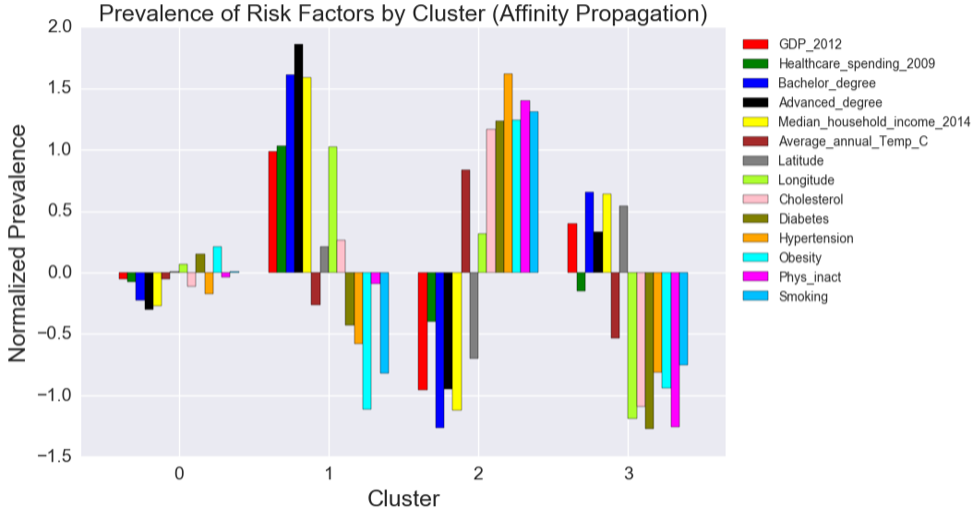 Prevalence of Risk Factors by Cluster (Affinity Propagation)
2.0
1.5
1.0
0.5
0.0
−0.5
−1.0
−1.5
Normalized Prevalence
0 1 2 3
Cluster
GDP_2012
Healthcare_spending_2009
Bachelor_degree
Advanced_degree
Median_household_income_2014
Average_annual_Temp_C
Latitude
Longitude
Cholesterol
Diabetes
Hypertension
Obesity
Phys_inact
Smoking